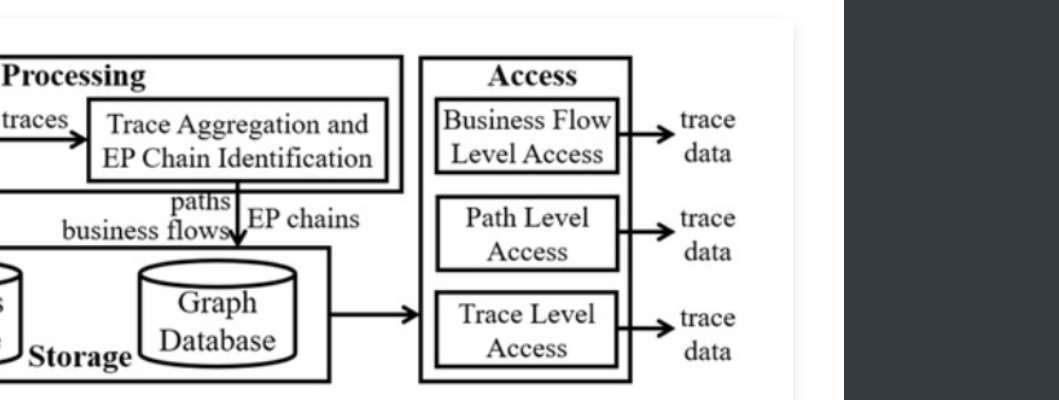 Processing
traces
Trace Aggregation and
EP Chain Identification
paths
business flows
EP chains
Graph
Database
Storage
Access
Business Flow
Level Access
trace
data
Path Level
Access
trace
data
Trace Level
Access
trace
data